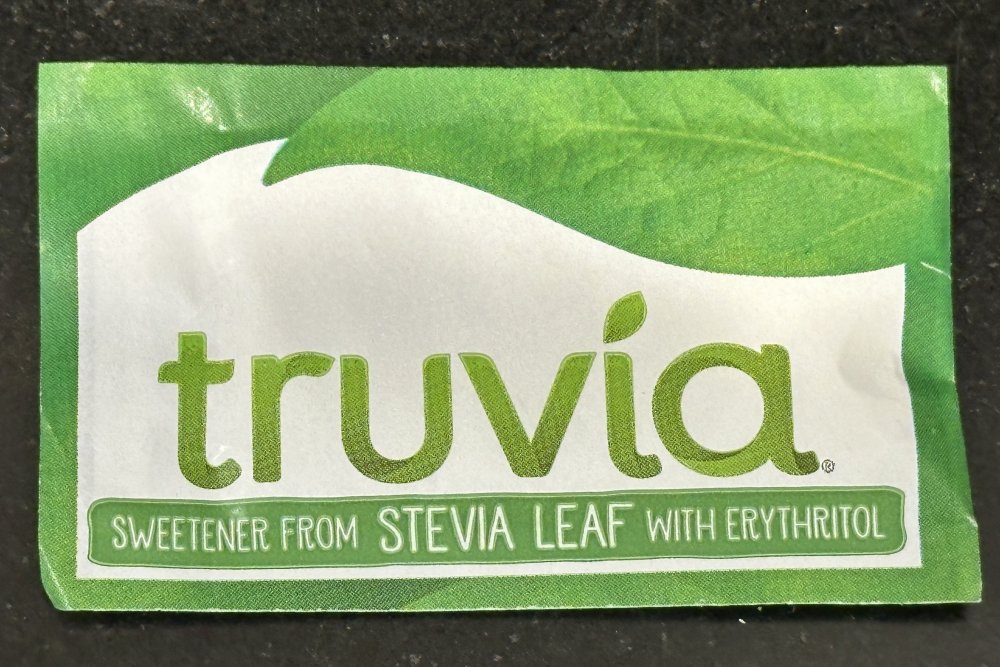 truvia®
SWEETENER FROM STEVIA LEAF WITH ERYTHRITOL